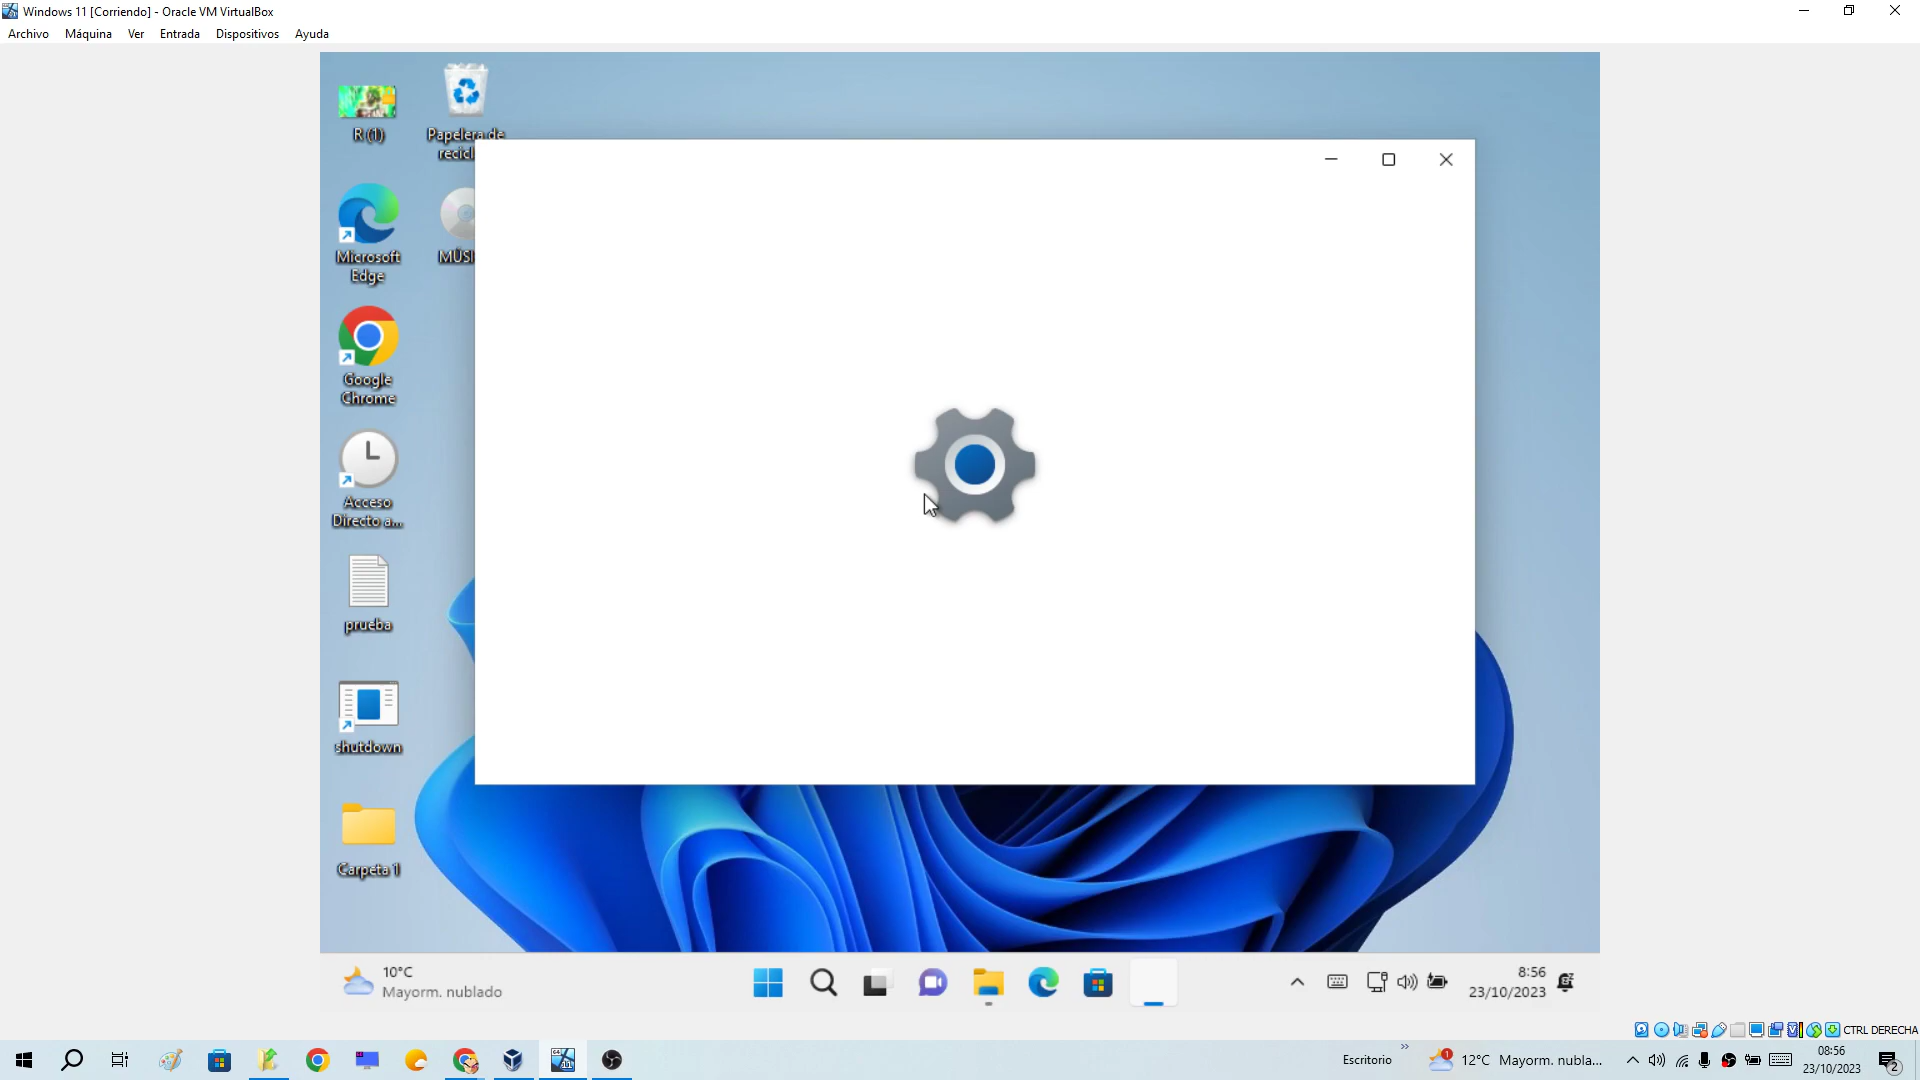 Windows 11 [Corriendo] - Oracle VM VirtualBox
Archivo Máquina Ver Entrada Dispositivos Ayuda
R (1)
Papelera de
recicl
Microsoft
Edge
MÚSI
Google
Chrome
Acceso
Directo a...
prueba
shutdown
Carpeta 1
10°C
Mayorm. nublado
8:56
23/10/2023
CTRL DERECHA
Escritorio
»
1
12°C Mayorm. nubla...
08:56
23/10/2023
2